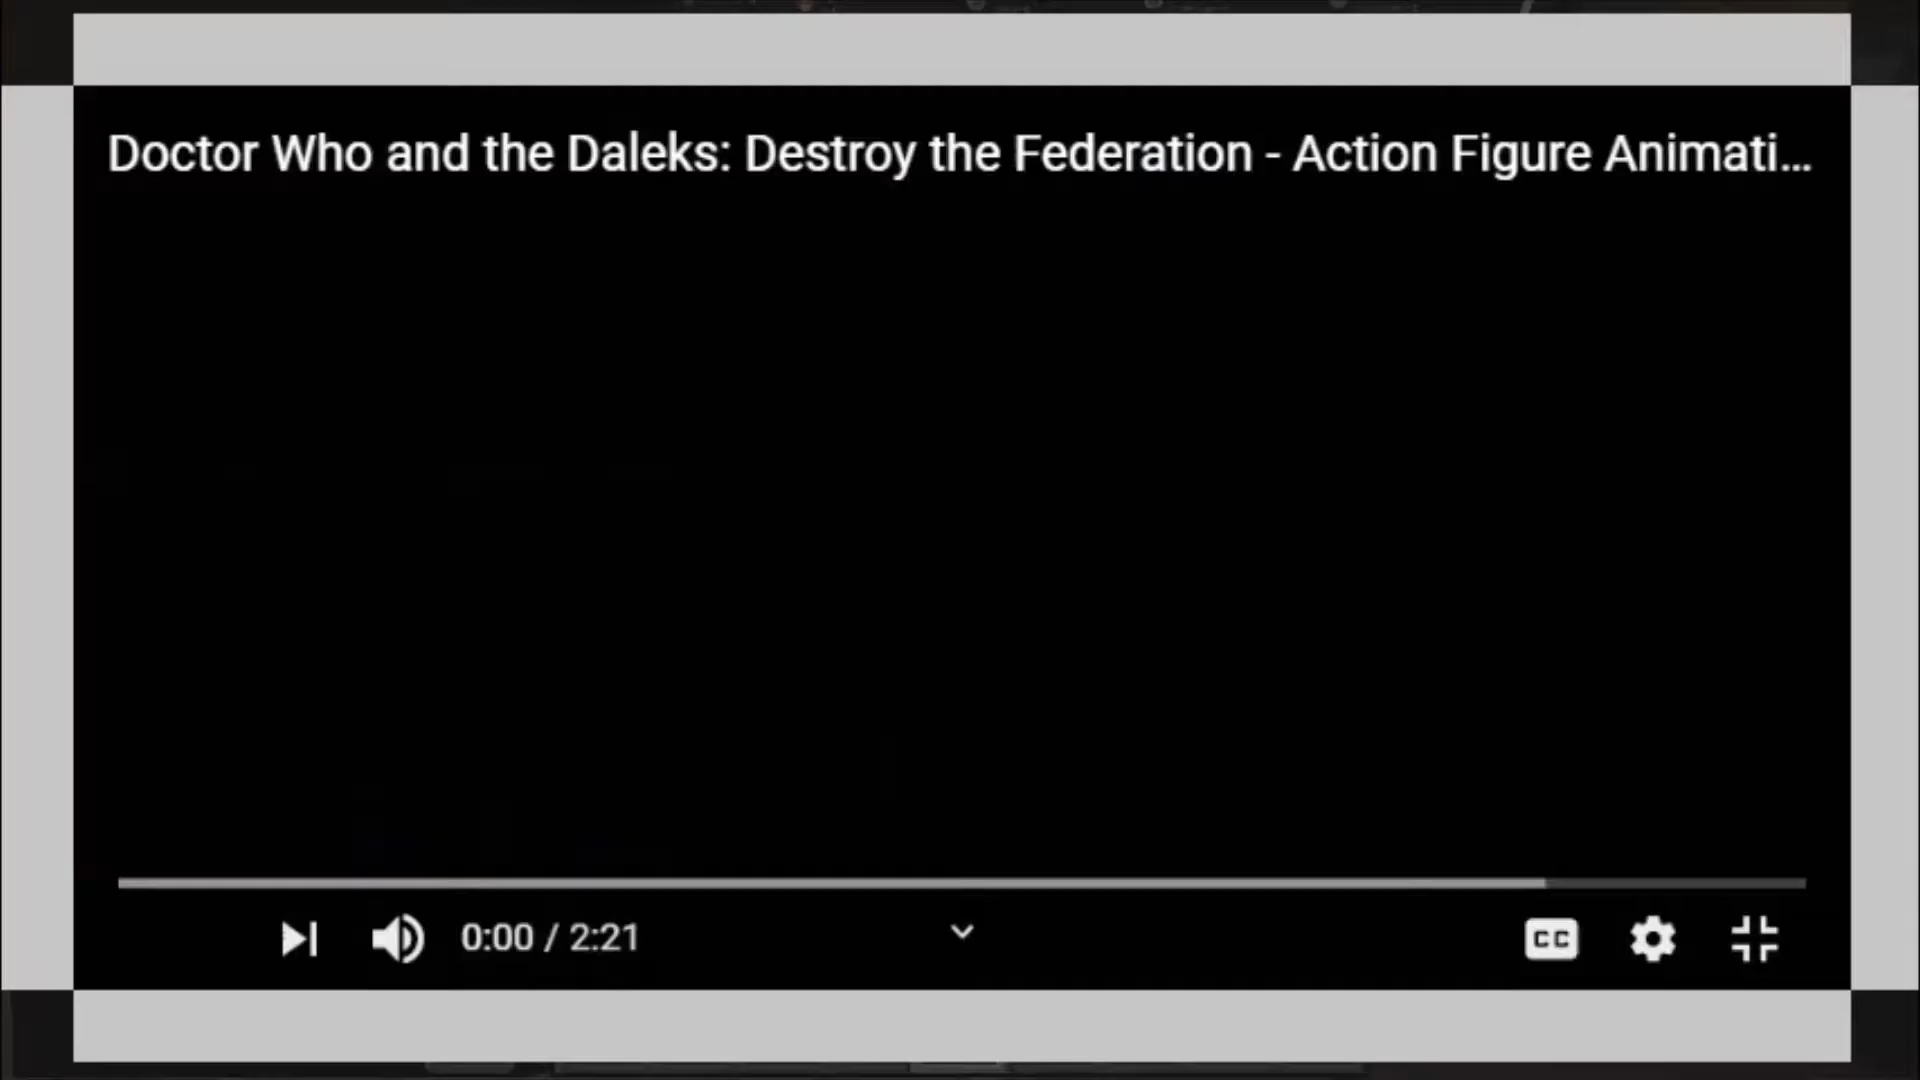 Doctor Who and the Daleks: Destroy the Federation - Action Figure Animati...
0:00 / 2:21
CC